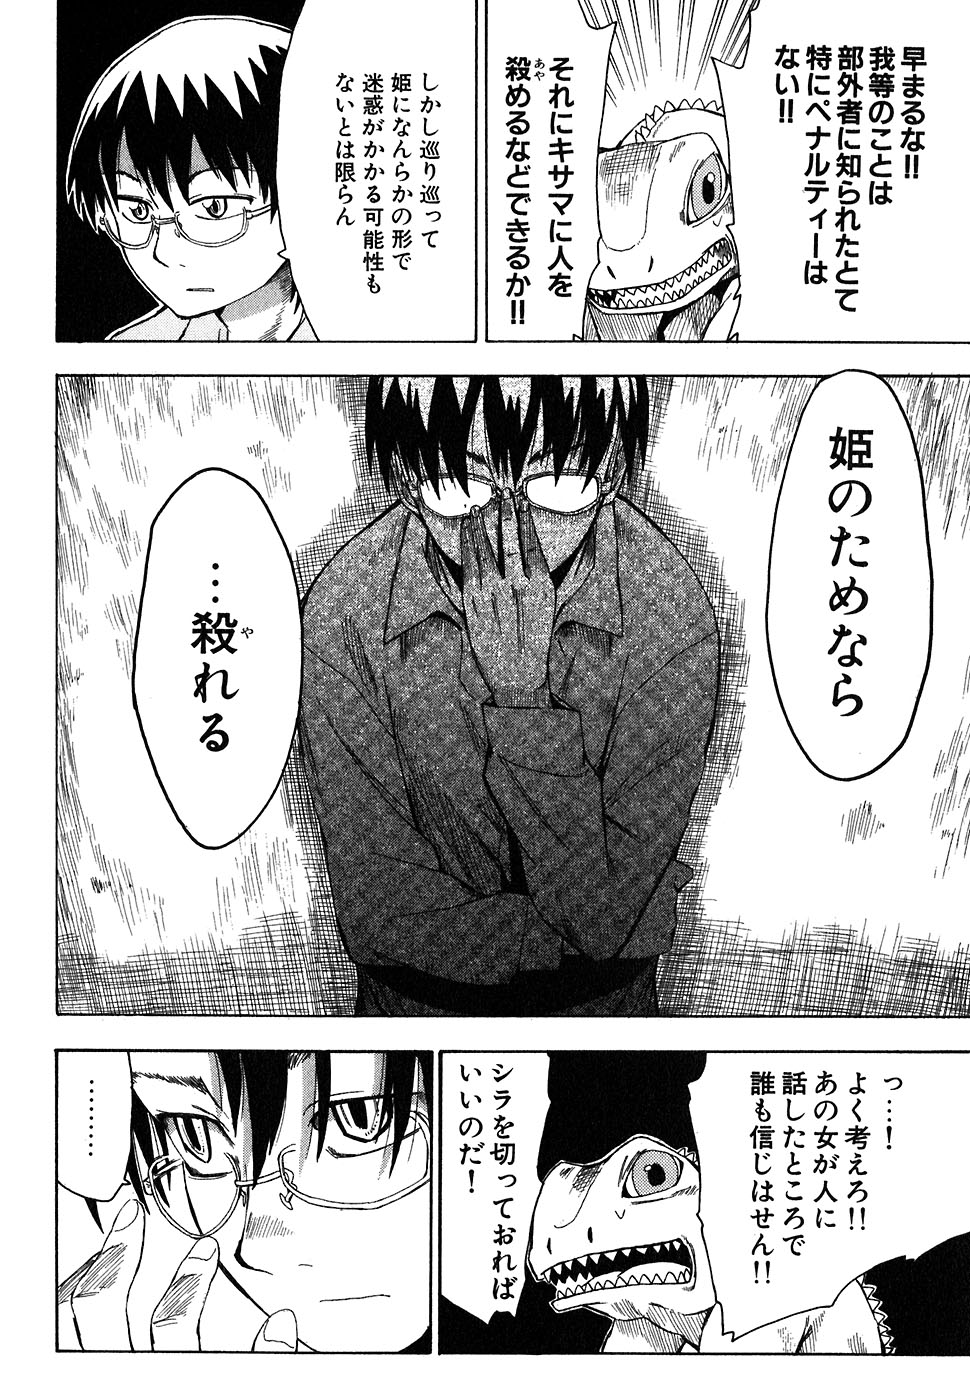 早まるな!!
我等のことは
部外者に知られたとて
特にペナルティーは
ない!!
それにキサマに人を
殺めるなどできるか!!
あや
しかし巡り巡って
姫になんらかの形で
迷惑がかかる可能性も
ないとは限らん
姫のためなら
…殺れる
や
っ…!
よく考えろ!!
あの女が人に
話したところで
誰も信じはせん!!
シラを切っておれば
いいのだ!
………